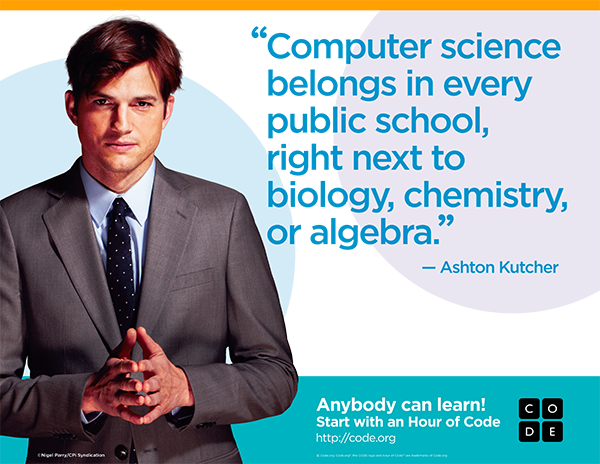 “Computer science
belongs in every
public school,
right next to
biology, chemistry,
or algebra.”
— Ashton Kutcher
Anybody can learn!
Start with an Hour of Code
http://code.org
C O
D E
©Nigel Parry/CPi Syndication